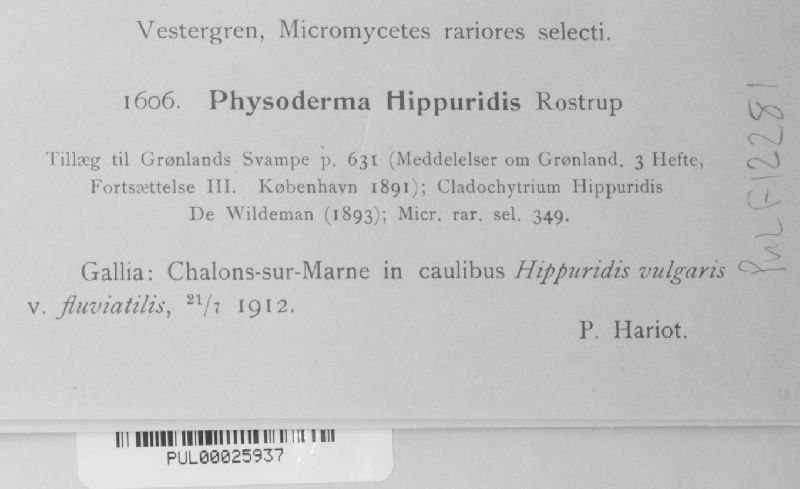 Vestergren, Micromycetes rariores selecti.
1606. Physoderma Hippuridis Rostrup
Tillæg til Grønlands Svampe p. 631 (Meddelelser om Grønland. 3 Hefte,
Fortsættelse III. København 1891); Cladochytrium Hippuridis
De Wildeman (1893); Micr. rar. sel. 349.
Gallia: Chalons-sur-Marne in caulibus Hippuridis vulgaris
v. fluviatilis, 21/7 1912.
P. Hariot.
PUL F12281
PUL00025937